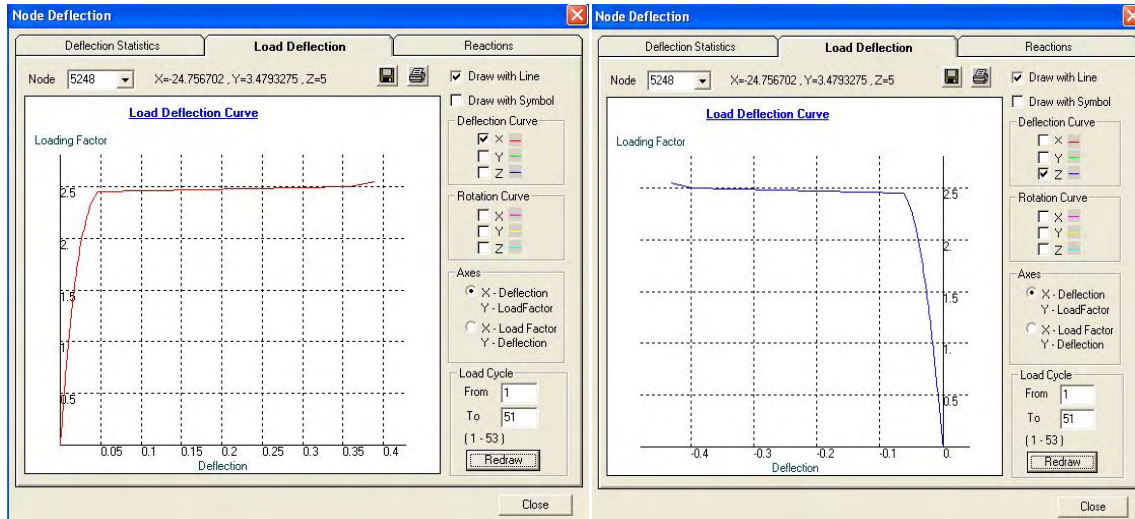 Node Deflection
Deflection Statistics Load Deflection Reactions
Node 5248 X=-24.756702 , Y=3.4793275 , Z=5
Draw with Line
Draw with Symbol
Load Deflection Curve
Loading Factor
2.5
2.
1.5
1.
0.5
0.05 0.1 0.15 0.2 0.25 0.3 0.35 0.4
Deflection
Deflection Curve
X
Y
Z
Rotation Curve
X
Y
Z
Axes
X - Deflection
Y - LoadFactor
X - Load Factor
Y - Deflection
Load Cycle
From 1
To 51
( 1 - 53 )
Redraw
Close
Node Deflection
Deflection Statistics Load Deflection Reactions
Node 5248 X=-24.756702 , Y=3.4793275 , Z=5
Draw with Line
Draw with Symbol
Load Deflection Curve
Loading Factor
2.5
2.
1.5
1.
0.5
-0.4 -0.3 -0.2 -0.1 0.
Deflection
Deflection Curve
X
Y
Z
Rotation Curve
X
Y
Z
Axes
X - Deflection
Y - LoadFactor
X - Load Factor
Y - Deflection
Load Cycle
From 1
To 51
( 1 - 53 )
Redraw
Close